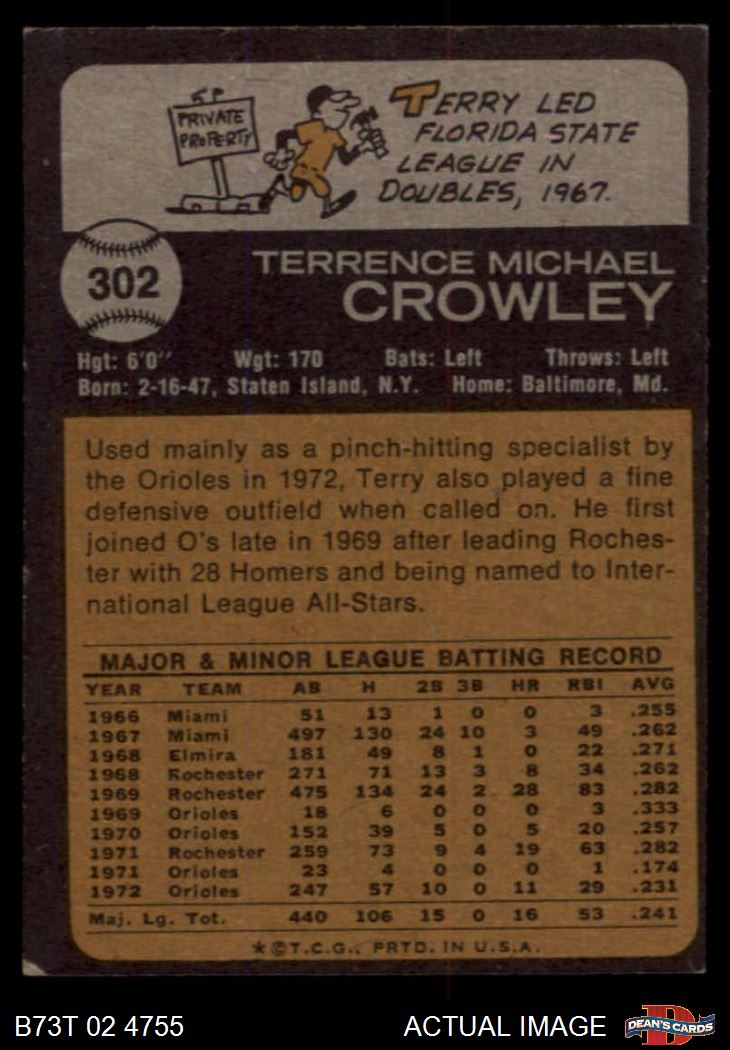 PRIVATE
PROPERTY
TERRY LED
FLORIDA STATE
LEAGUE IN
DOUBLES, 1967.
302
TERRENCE MICHAEL
CROWLEY
Hgt: 6'0" Wgt: 170 Bats: Left Throws: Left
Born: 2-16-47, Staten Island, N.Y. Home: Baltimore, Md.
Used mainly as a pinch-hitting specialist by
the Orioles in 1972, Terry also played a fine
defensive outfield when called on. He first
joined O's late in 1969 after leading Roches-
ter with 28 Homers and being named to Inter-
national League All-Stars.
MAJOR & MINOR LEAGUE BATTING RECORD
YEAR TEAM AB H 2B 3B HR RBI AVG
1966 Miami 51 13 1 0 0 3 .255
1967 Miami 497 130 24 10 3 49 .262
1968 Elmira 181 49 8 1 0 22 .271
1968 Rochester 271 71 13 3 8 34 .262
1969 Rochester 475 134 24 2 28 83 .282
1969 Orioles 18 6 0 0 0 3 .333
1970 Orioles 152 39 5 0 5 20 .257
1971 Rochester 259 73 9 4 19 63 .282
1971 Orioles 23 4 0 0 0 1 .174
1972 Orioles 247 57 10 0 11 29 .231
Maj. Lg. Tot. 440 106 15 0 16 53 .241
*©T.C.G., PRTD. IN U.S.A.
B73T 02 4755 ACTUAL IMAGE D DEAN'S CARDS